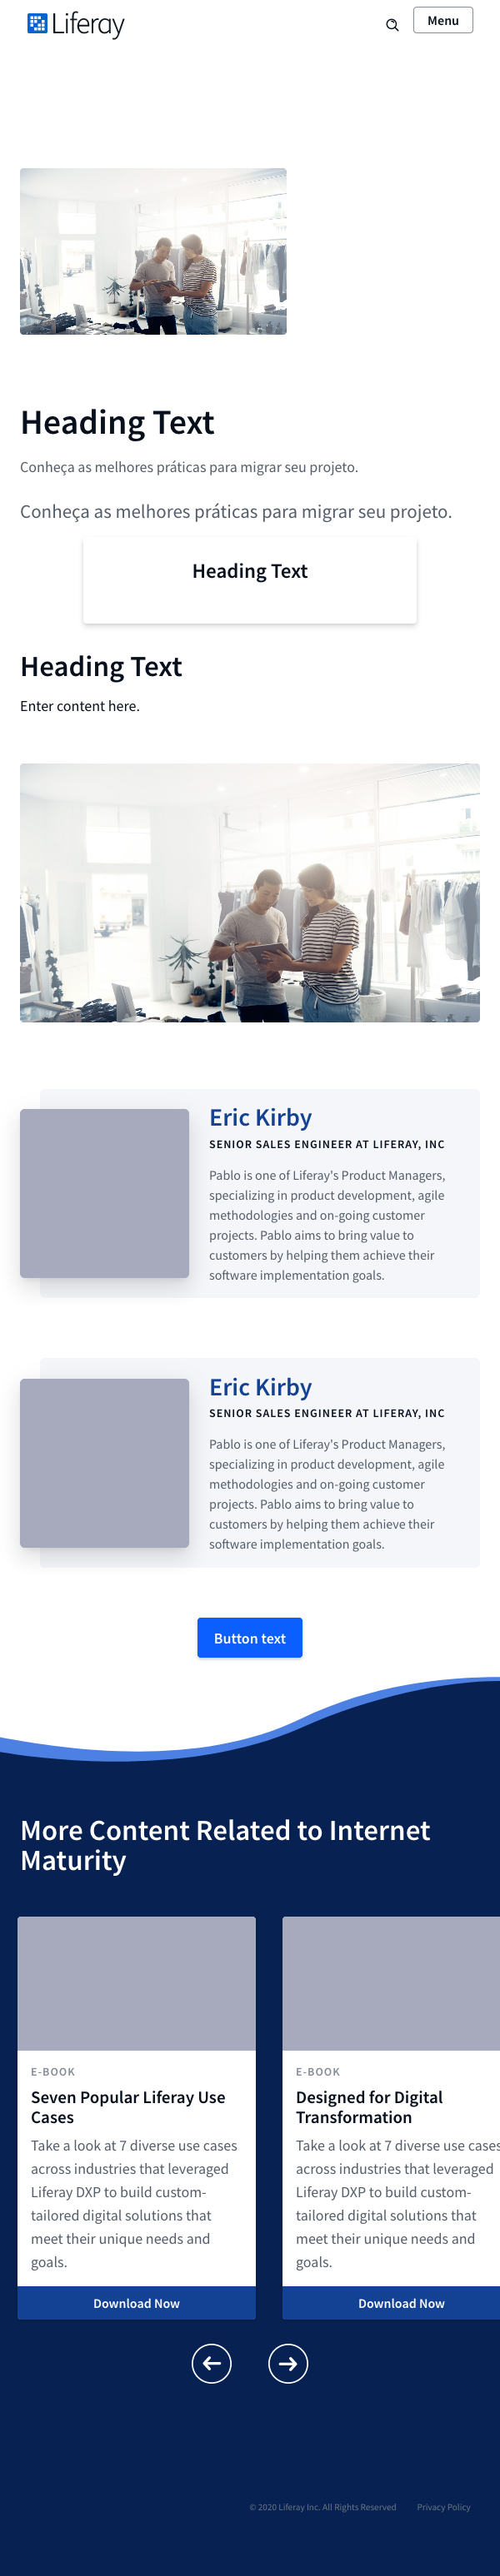 Liferay
Menu
Heading Text
Conheça as melhores práticas para migrar seu projeto.
Conheça as melhores práticas para migrar seu projeto.
Heading Text
Heading Text
Enter content here.
Eric Kirby
SENIOR SALES ENGINEER AT LIFERAY, INC
Pablo is one of Liferay's Product Managers,
specializing in product development, agile
methodologies and on-going customer
projects. Pablo aims to bring value to
customers by helping them achieve their
software implementation goals.
Eric Kirby
SENIOR SALES ENGINEER AT LIFERAY, INC
Pablo is one of Liferay's Product Managers,
specializing in product development, agile
methodologies and on-going customer
projects. Pablo aims to bring value to
customers by helping them achieve their
software implementation goals.
Button text
More Content Related to Internet
Maturity
E-BOOK
Seven Popular Liferay Use
Cases
Take a look at 7 diverse use cases
across industries that leveraged
Liferay DXP to build custom-
tailored digital solutions that
meet their unique needs and
goals.
Download Now
E-BOOK
Designed for Digital
Transformation
Take a look at 7 diverse use cases
across industries that leveraged
Liferay DXP to build custom-
tailored digital solutions that
meet their unique needs and
goals.
Download Now
© 2020 Liferay Inc. All Rights Reserved
Privacy Policy